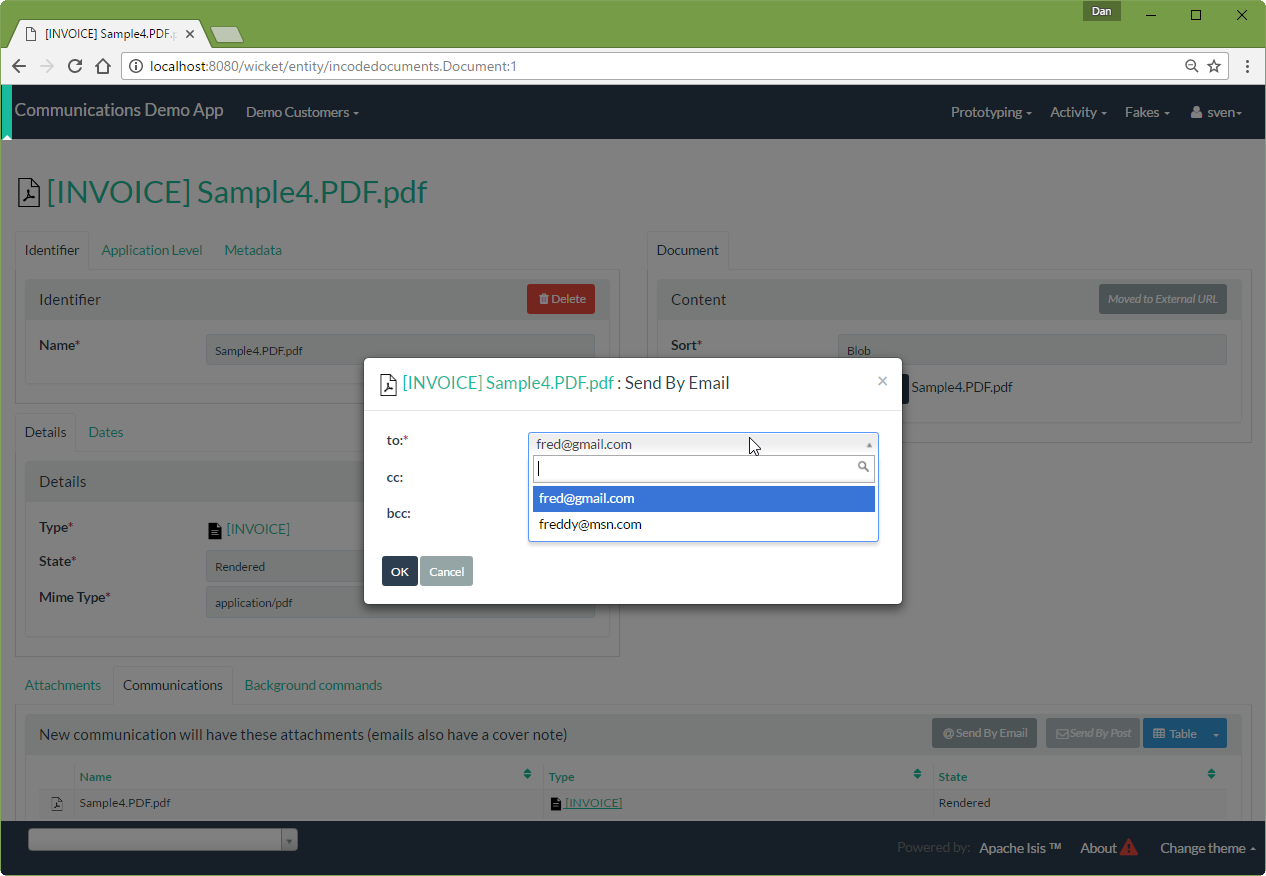 Dan
[INVOICE] Sample4.PDF.p
localhost:8080/wicket/entity/incodedocuments.Document:1
Communications Demo App Demo Customers Prototyping Activity Fakes sven
[INVOICE] Sample4.PDF.pdf
Identifier Application Level Metadata Document
Identifier Delete Content Moved to External URL
Name* Sample4.PDF.pdf Sort* Blob
Sample4.PDF.pdf
[INVOICE] Sample4.PDF.pdf : Send By Email ×
to:* fred@gmail.com
cc:
fred@gmail.com
bcc:
freddy@msn.com
OK Cancel
Details Dates
Details
Type* [INVOICE]
State* Rendered
Mime Type* application/pdf
Attachments Communications Background commands
New communication will have these attachments (emails also have a cover note) @Send By Email Send By Post Table
Name Type State
Sample4.PDF.pdf [INVOICE] Rendered
Powered by: Apache Isis ™ About Change theme